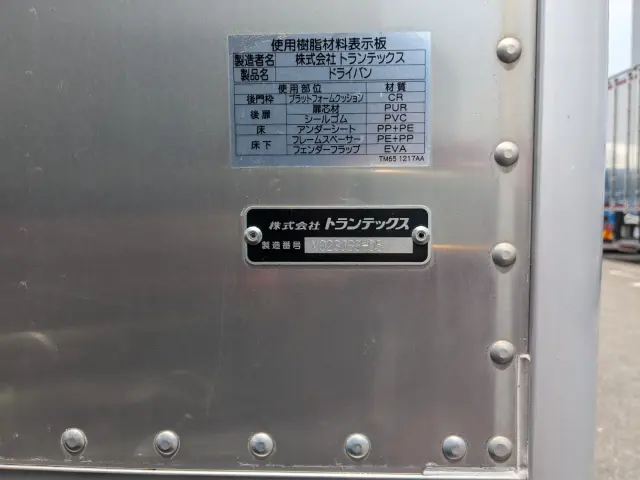 使用樹脂材料表示板
製造者名 株式会社 トランテックス
製品名 ドライバン
使用部位 材質
後門枠 プラットフォームクッション CR
後扉 扉芯材 PUR
シールゴム PVC
床 アンダーシート PP+PE
床下 フレームスペーサー PE+PP
フェンダーフラップ EVA
TM65 1217AA
株式会社 トランテックス
製造番号